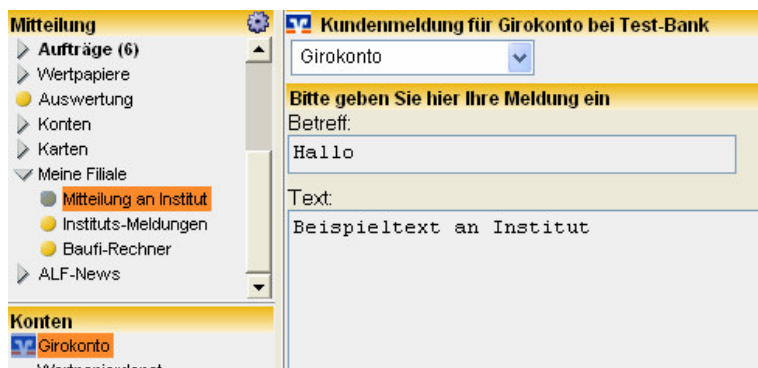 Mitteilung
Aufträge (6)
Wertpapiere
Auswertung
Konten
Karten
Meine Filiale
Mitteilung an Institut
Instituts-Meldungen
Baufi-Rechner
ALF-News
Konten
Girokonto
Kundenmeldung für Girokonto bei Test-Bank
Girokonto
Bitte geben Sie hier Ihre Meldung ein
Betreff:
Hallo
Text:
Beispieltext an Institut